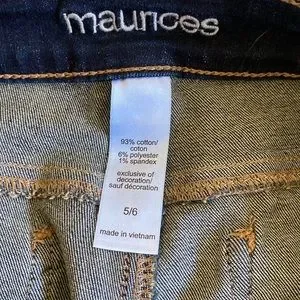 maurices
93% cotton/
coton
6% polyester
1% spandex
exclusive of
decoration/
sauf décoration
5/6
made in vietnam